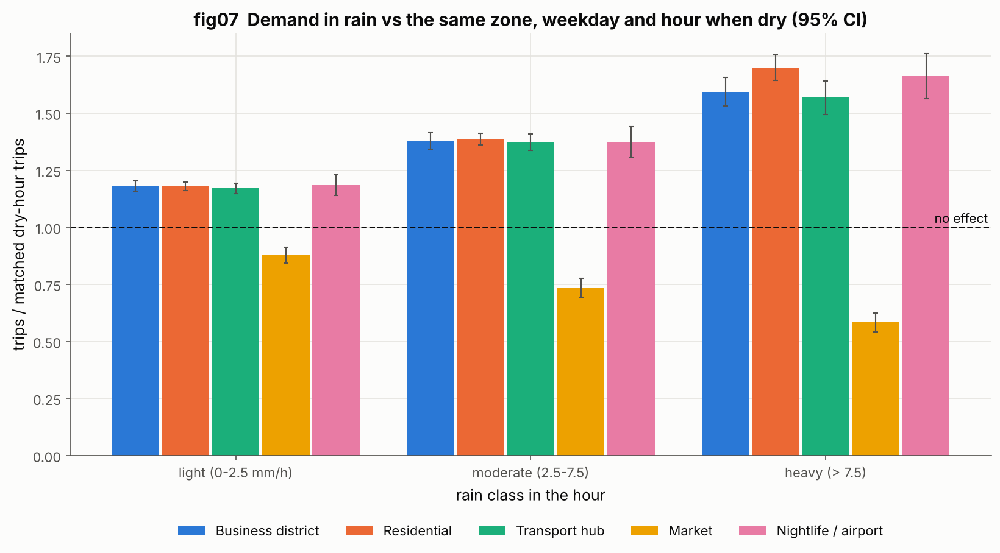 fig07 Demand in rain vs the same zone, weekday and hour when dry (95% CI)
trips / matched dry-hour trips
1.75
1.50
1.25
1.00
0.75
0.50
0.25
0.00
no effect
light (0-2.5 mm/h)
moderate (2.5-7.5)
heavy (> 7.5)
rain class in the hour
Business district
Residential
Transport hub
Market
Nightlife / airport